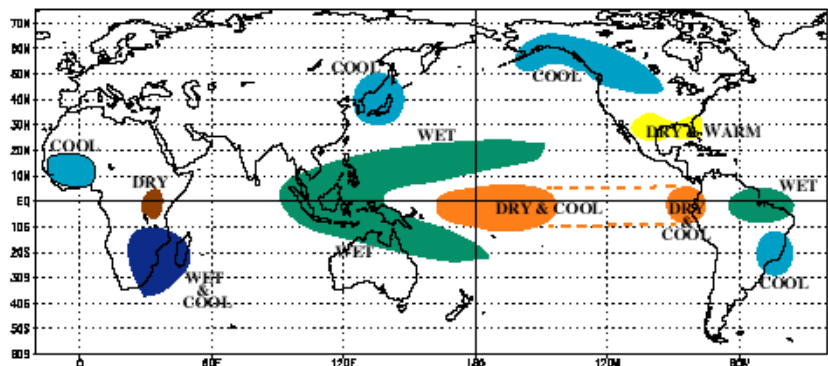 70N
60N
50N
40N
30N
20N
10N
EQ
10S
20S
30S
40S
50S
60S
0
60E
120E
180
120W
60W
COOL
COOL
COOL
DRY & WARM
WET
COOL
DRY
WET
DRY & COOL
DRY
&
COOL
WET
WET
&
COOL
COOL